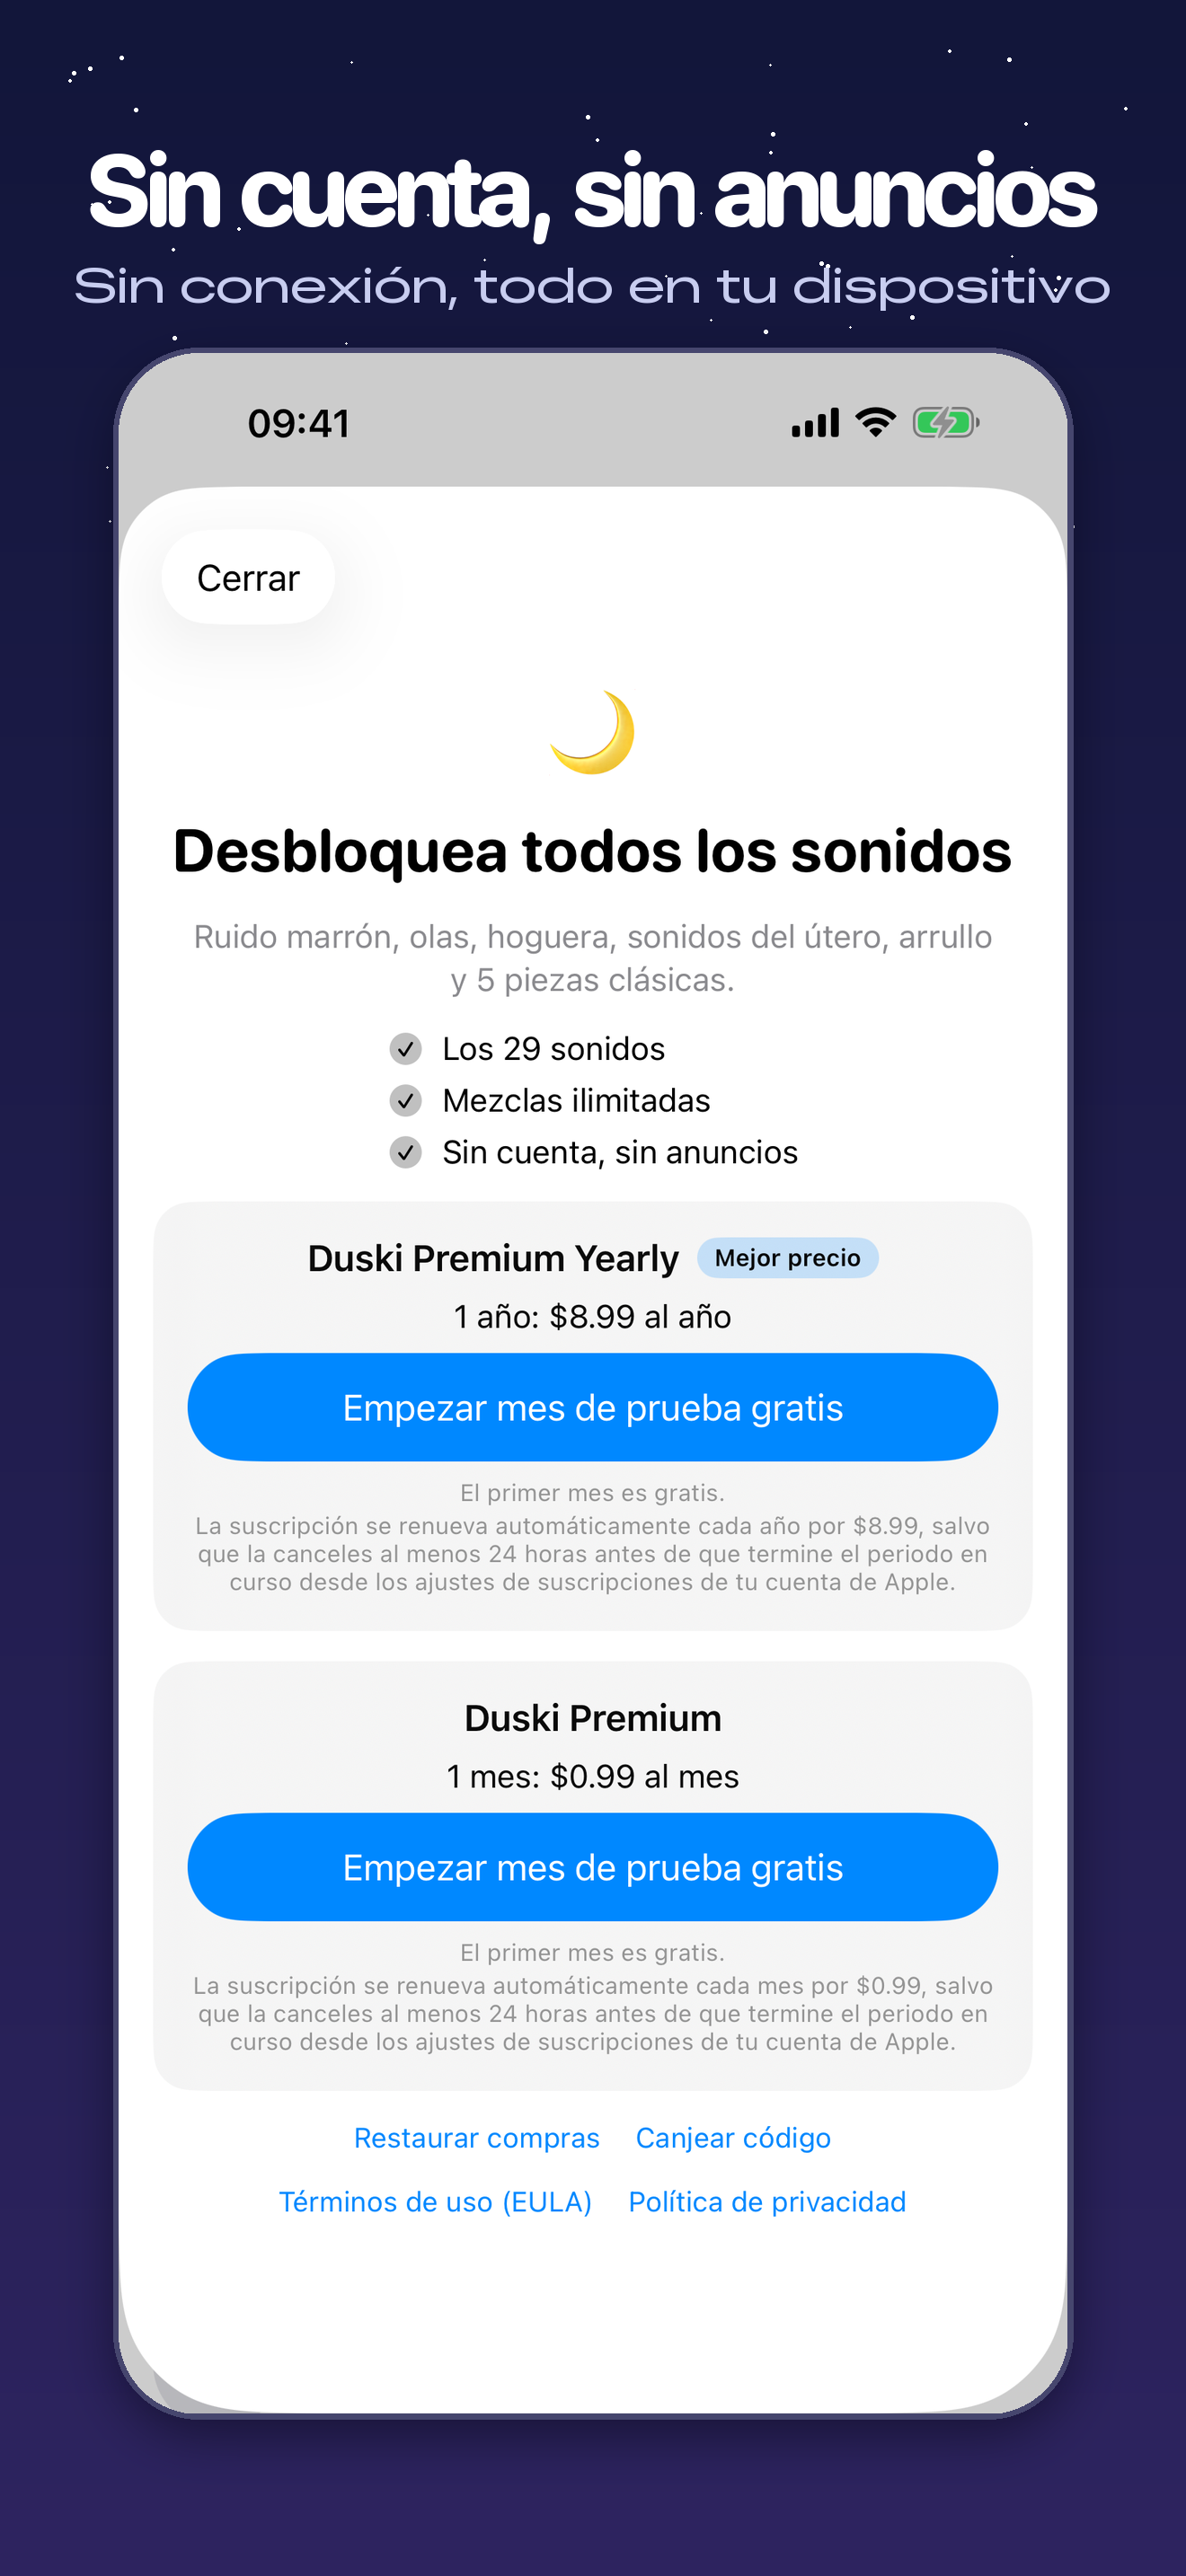 Sin cuenta, sin anuncios
Sin conexión, todo en tu dispositivo
09:41
Cerrar
Desbloquea todos los sonidos
Ruido marrón, olas, hoguera, sonidos del útero, arrullo
y 5 piezas clásicas.
Los 29 sonidos
Mezclas ilimitadas
Sin cuenta, sin anuncios
Duski Premium Yearly Mejor precio
1 año: $8.99 al año
Empezar mes de prueba gratis
El primer mes es gratis.
La suscripción se renueva automáticamente cada año por $8.99, salvo
que la canceles al menos 24 horas antes de que termine el periodo en
curso desde los ajustes de suscripciones de tu cuenta de Apple.
Duski Premium
1 mes: $0.99 al mes
Empezar mes de prueba gratis
El primer mes es gratis.
La suscripción se renueva automáticamente cada mes por $0.99, salvo
que la canceles al menos 24 horas antes de que termine el periodo en
curso desde los ajustes de suscripciones de tu cuenta de Apple.
Restaurar compras Canjear código
Términos de uso (EULA) Política de privacidad